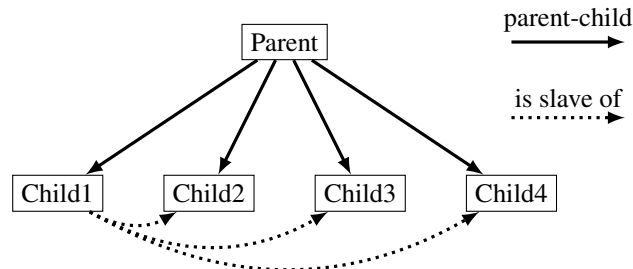 parent-child
Parent
is slave of
Child1
Child2
Child3
Child4